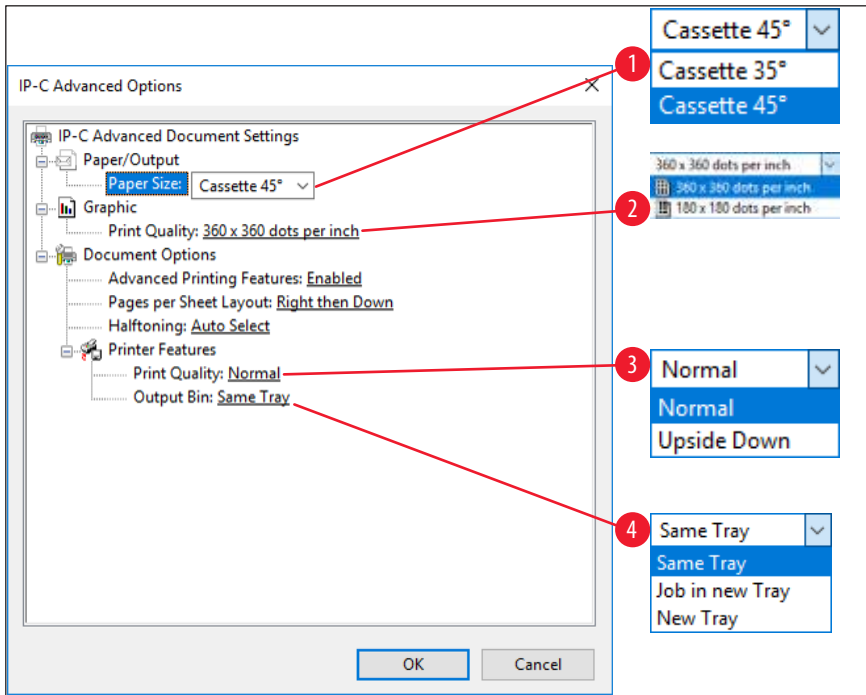 IP-C Advanced Options
IP-C Advanced Document Settings
Paper/Output
Paper Size: Cassette 45°
Graphic
Print Quality: 360 x 360 dots per inch
Document Options
Advanced Printing Features: Enabled
Pages per Sheet Layout: Right then Down
Halftoning: Auto Select
Printer Features
Print Quality: Normal
Output Bin: Same Tray
OK Cancel
1
Cassette 45°
Cassette 35°
Cassette 45°
2
360 x 360 dots per inch
360 x 360 dots per inch
180 x 180 dots per inch
3
Normal
Normal
Upside Down
4
Same Tray
Same Tray
Job in new Tray
New Tray